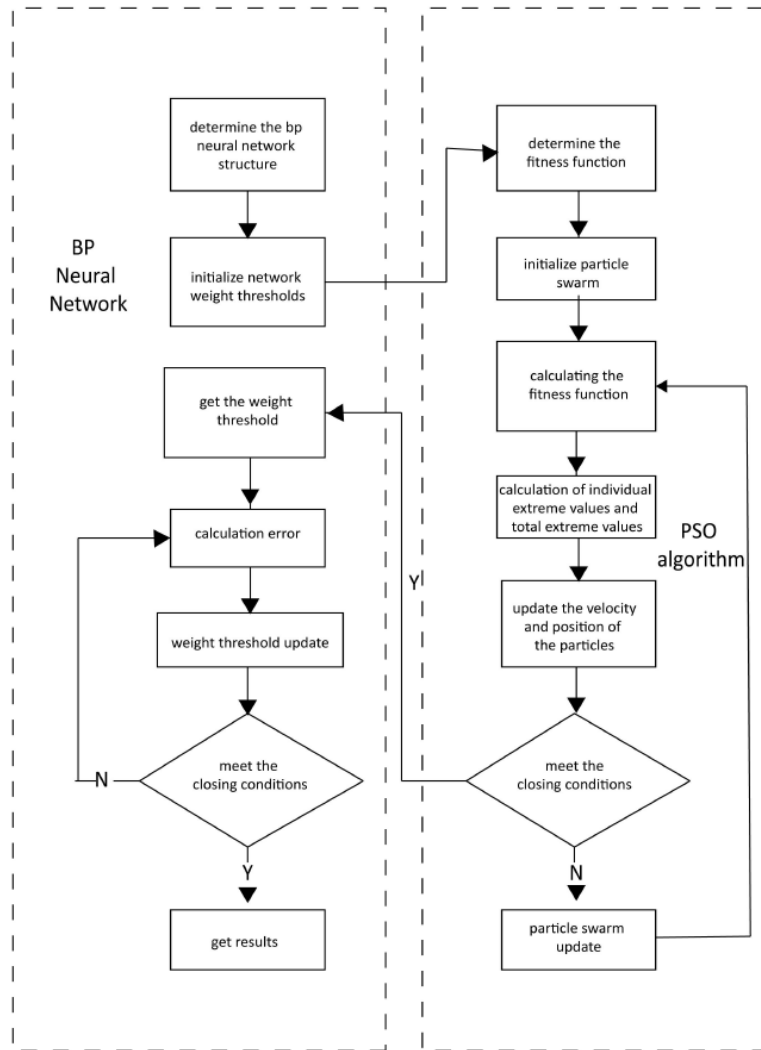 determine the bp
neural network
structure
BP
Neural
Network
initialize network
weight thresholds
get the weight
threshold
calculation error
weight threshold update
meet the
closing conditions
N
Y
get results
determine the
fitness function
initialize particle
swarm
calculating the
fitness function
calculation of individual
extreme values and
total extreme values
PSO
algorithm
update the velocity
and position of
the particles
Y
meet the
closing conditions
N
particle swarm
update